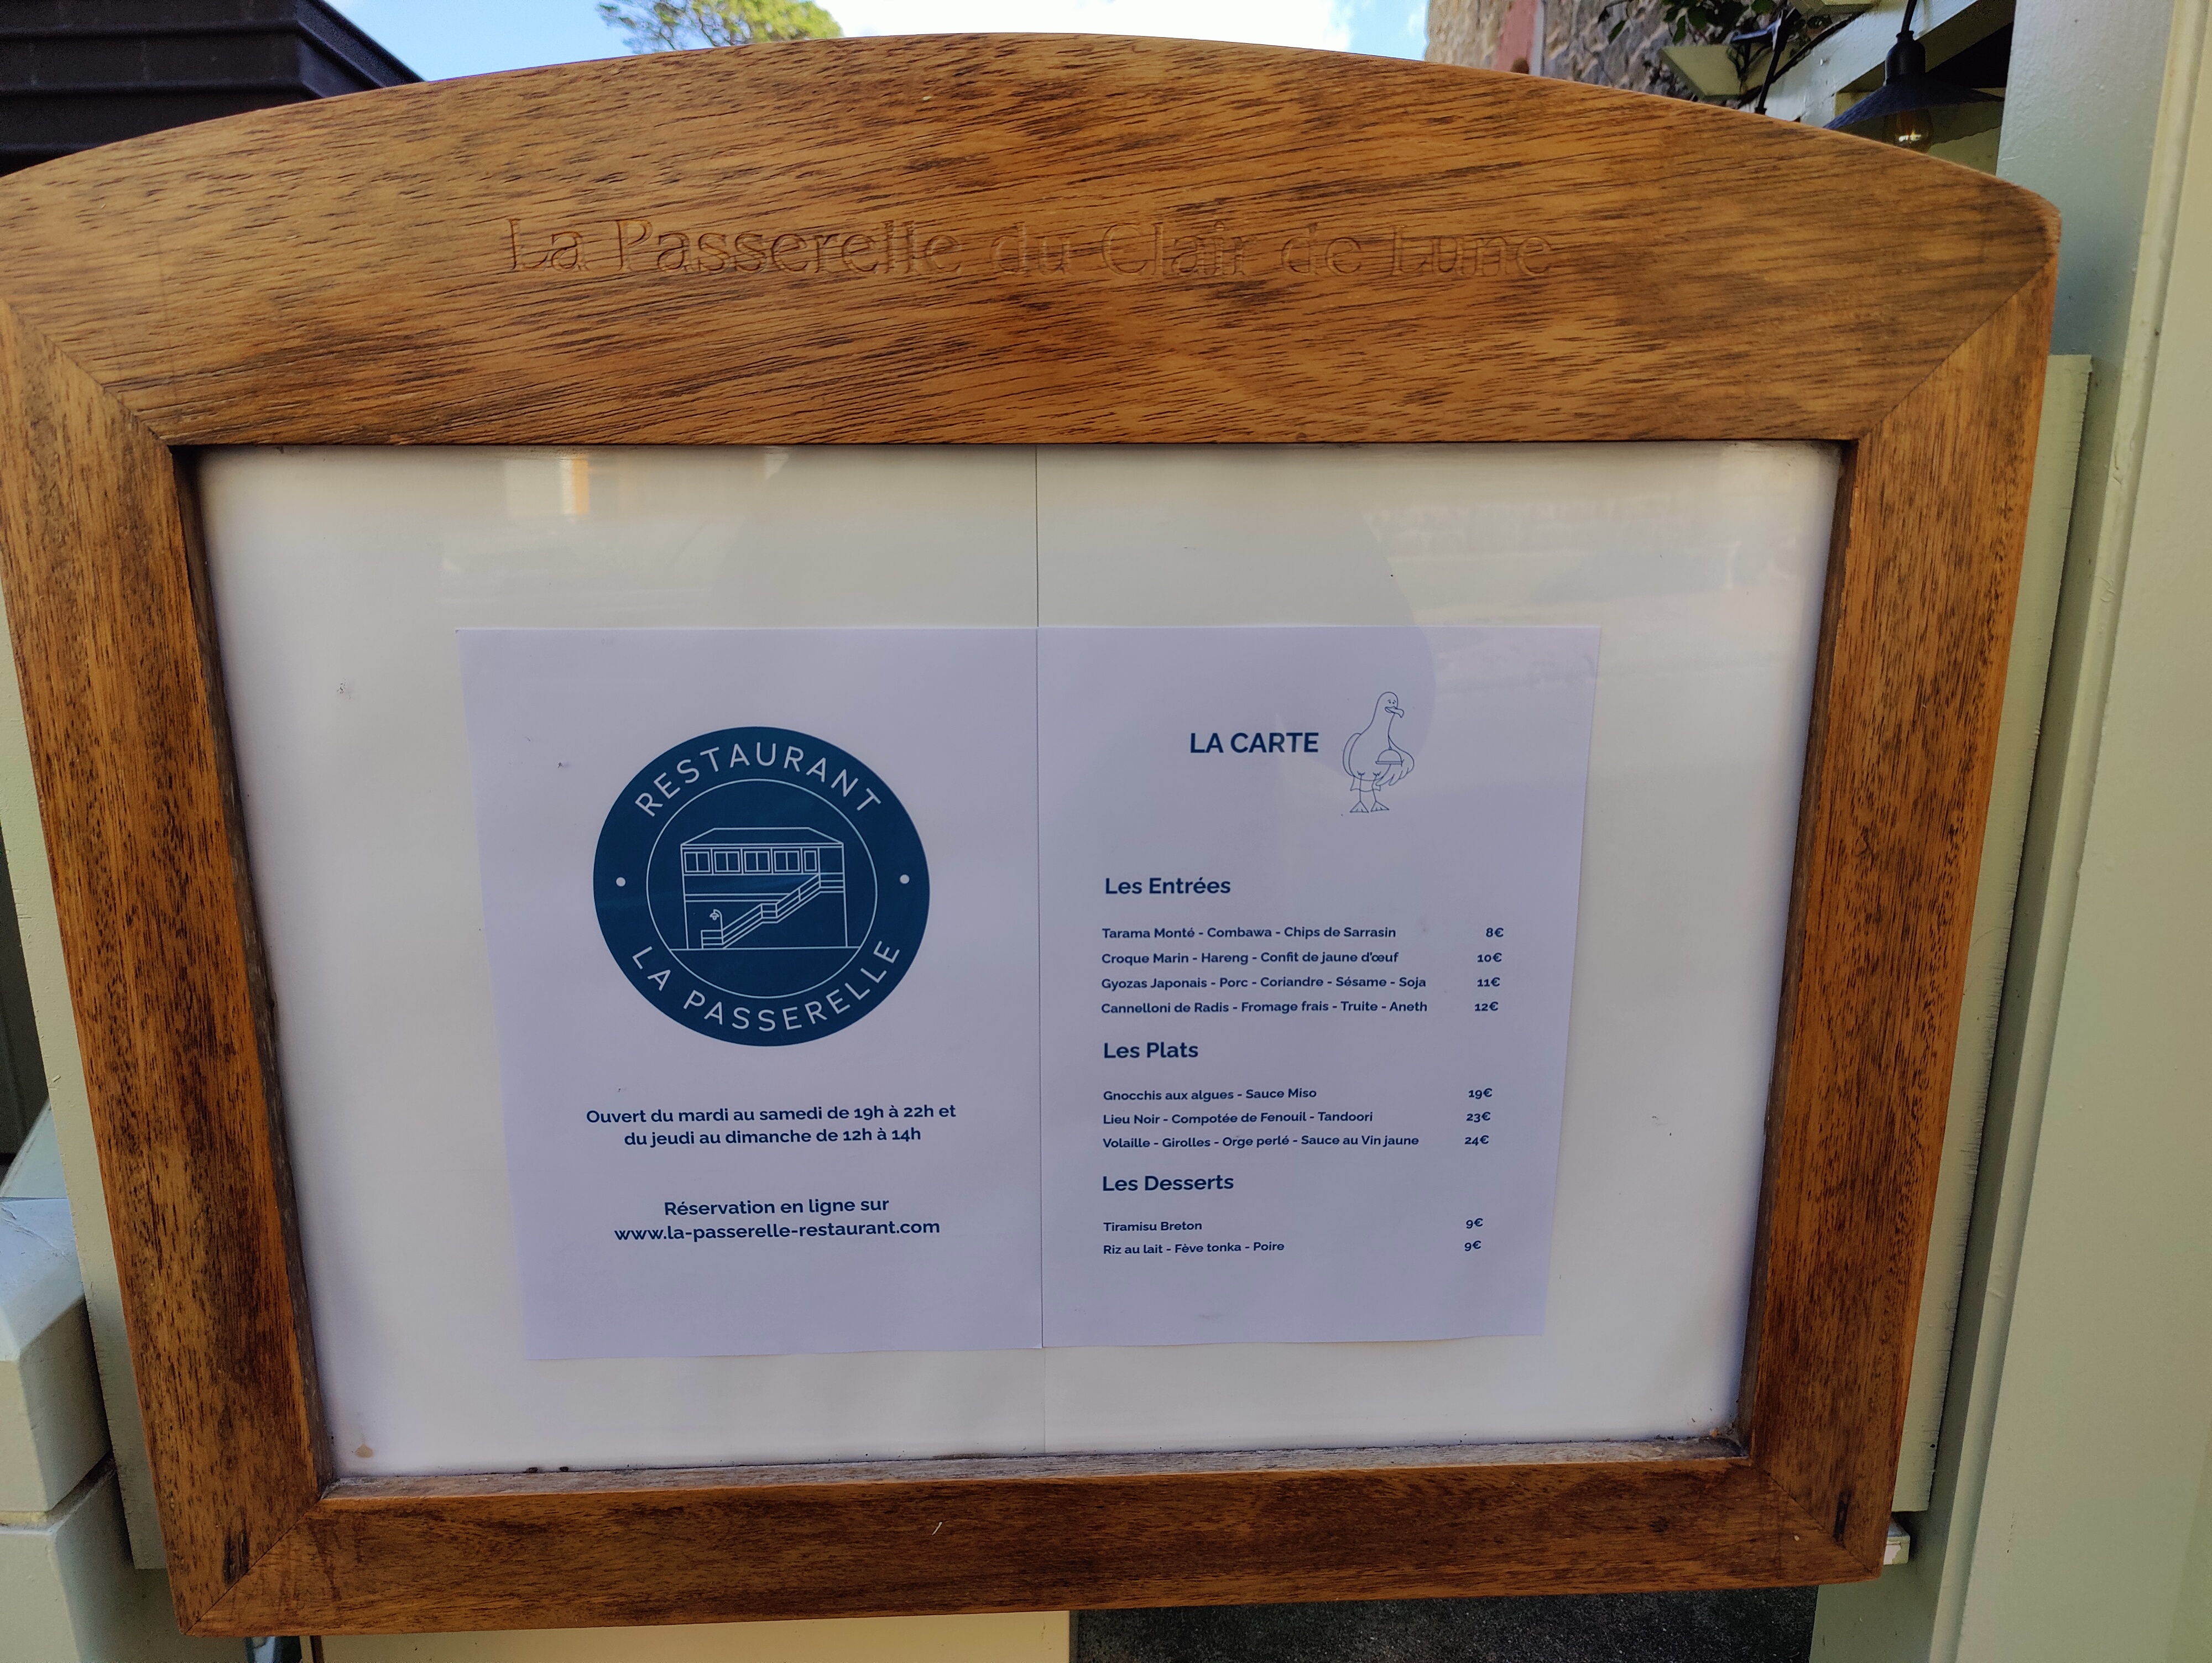 La Passerelle du Clair de Lune
RESTAURANT
LA PASSERELLE
Ouvert du mardi au samedi de 19h à 22h et
du jeudi au dimanche de 12h à 14h
Réservation en ligne sur
www.la-passerelle-restaurant.com
LA CARTE
Les Entrées
Tarama Monté - Combawa - Chips de Sarrasin 8€
Croque Marin - Hareng - Confit de jaune d'œuf 10€
Gyozas Japonais - Porc - Coriandre - Sésame - Soja 11€
Cannelloni de Radis - Fromage frais - Truite - Aneth 12€
Les Plats
Gnocchis aux algues - Sauce Miso 19€
Lieu Noir - Compotée de Fenouil - Tandoori 23€
Volaille - Girolles - Orge perlé - Sauce au Vin jaune 24€
Les Desserts
Tiramisu Breton 9€
Riz au lait - Fève tonka - Poire 9€